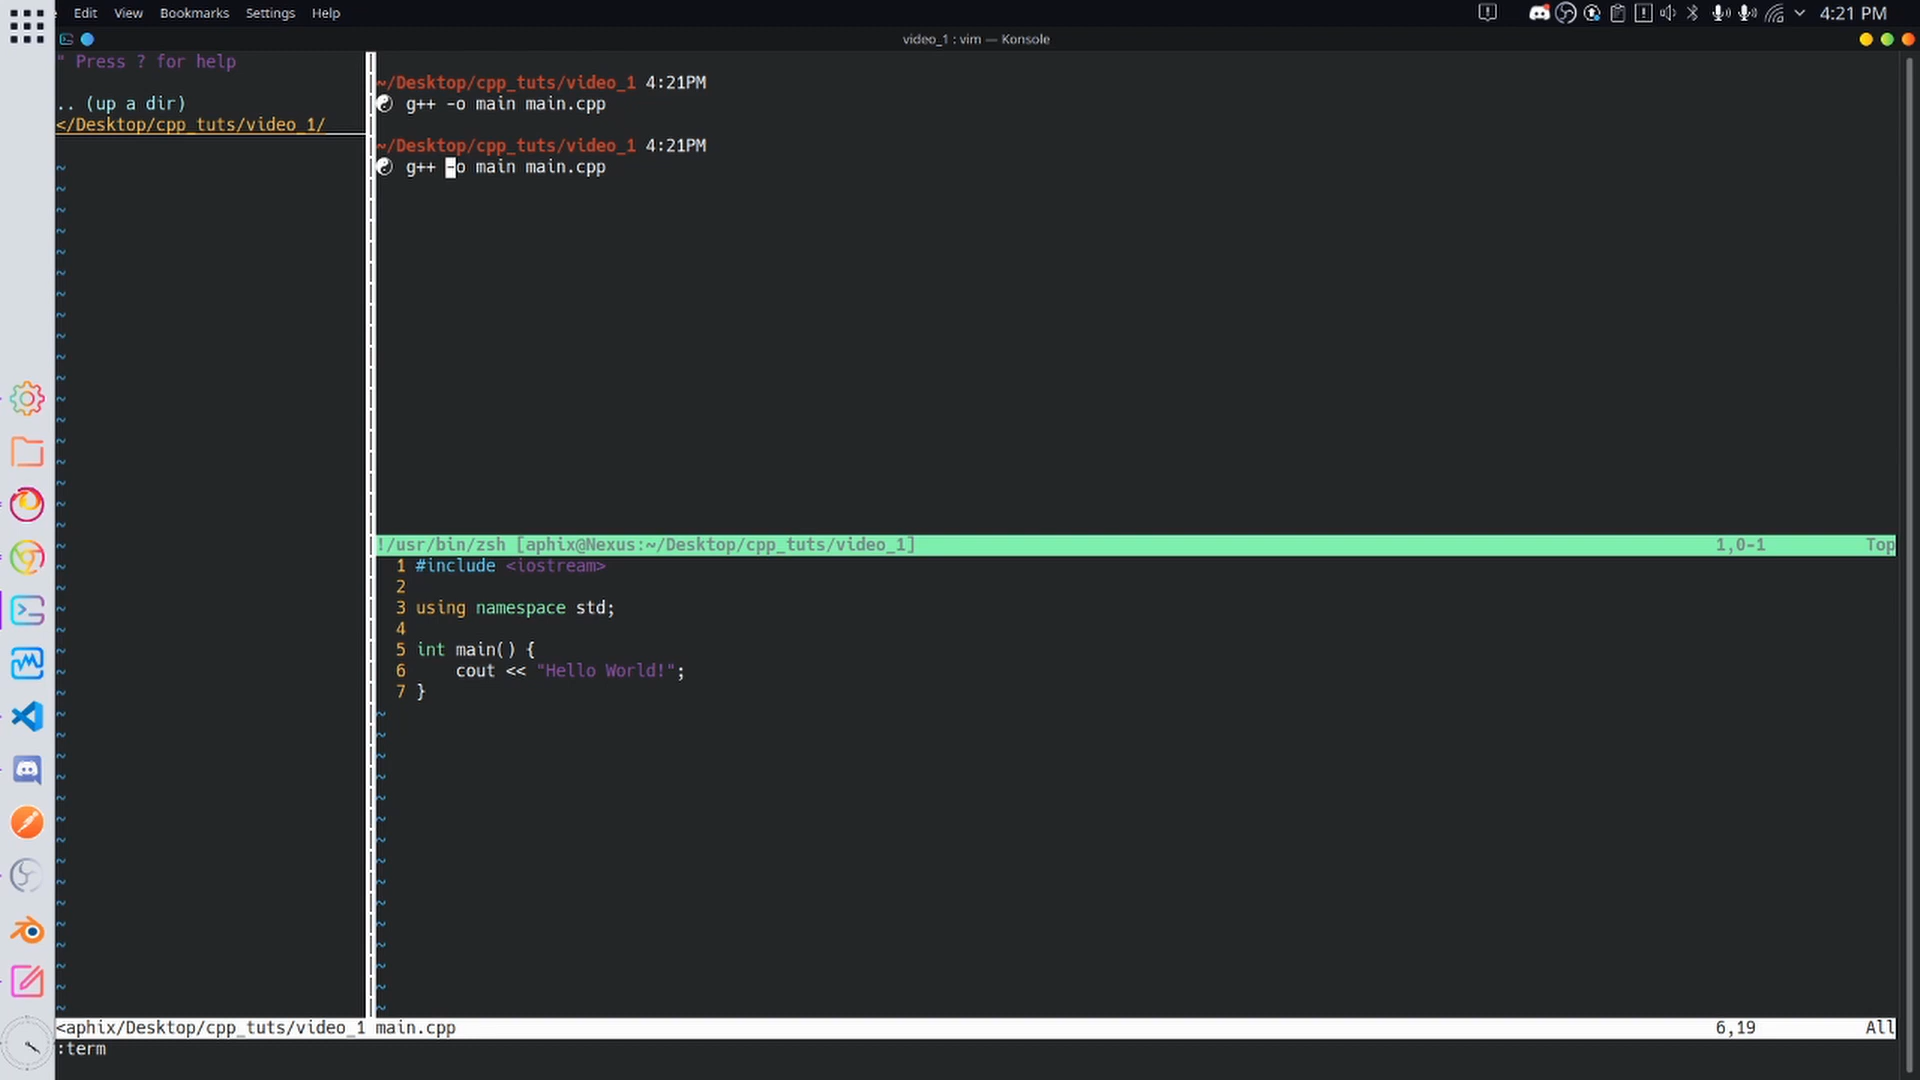 Edit View Bookmarks Settings Help
4:21 PM
video_1 : vim — Konsole
" Press ? for help
.. (up a dir)
</Desktop/cpp_tuts/video_1/
~/Desktop/cpp_tuts/video_1 4:21PM
g++ -o main main.cpp
~/Desktop/cpp_tuts/video_1 4:21PM
g++ -o main main.cpp
!/usr/bin/zsh [aphix@Nexus:~/Desktop/cpp_tuts/video_1] 1,0-1 Top
1 #include <iostream>
2
3 using namespace std;
4
5 int main() {
6 cout << "Hello World!";
7 }
<aphix/Desktop/cpp_tuts/video_1 main.cpp 6,19 All
:term